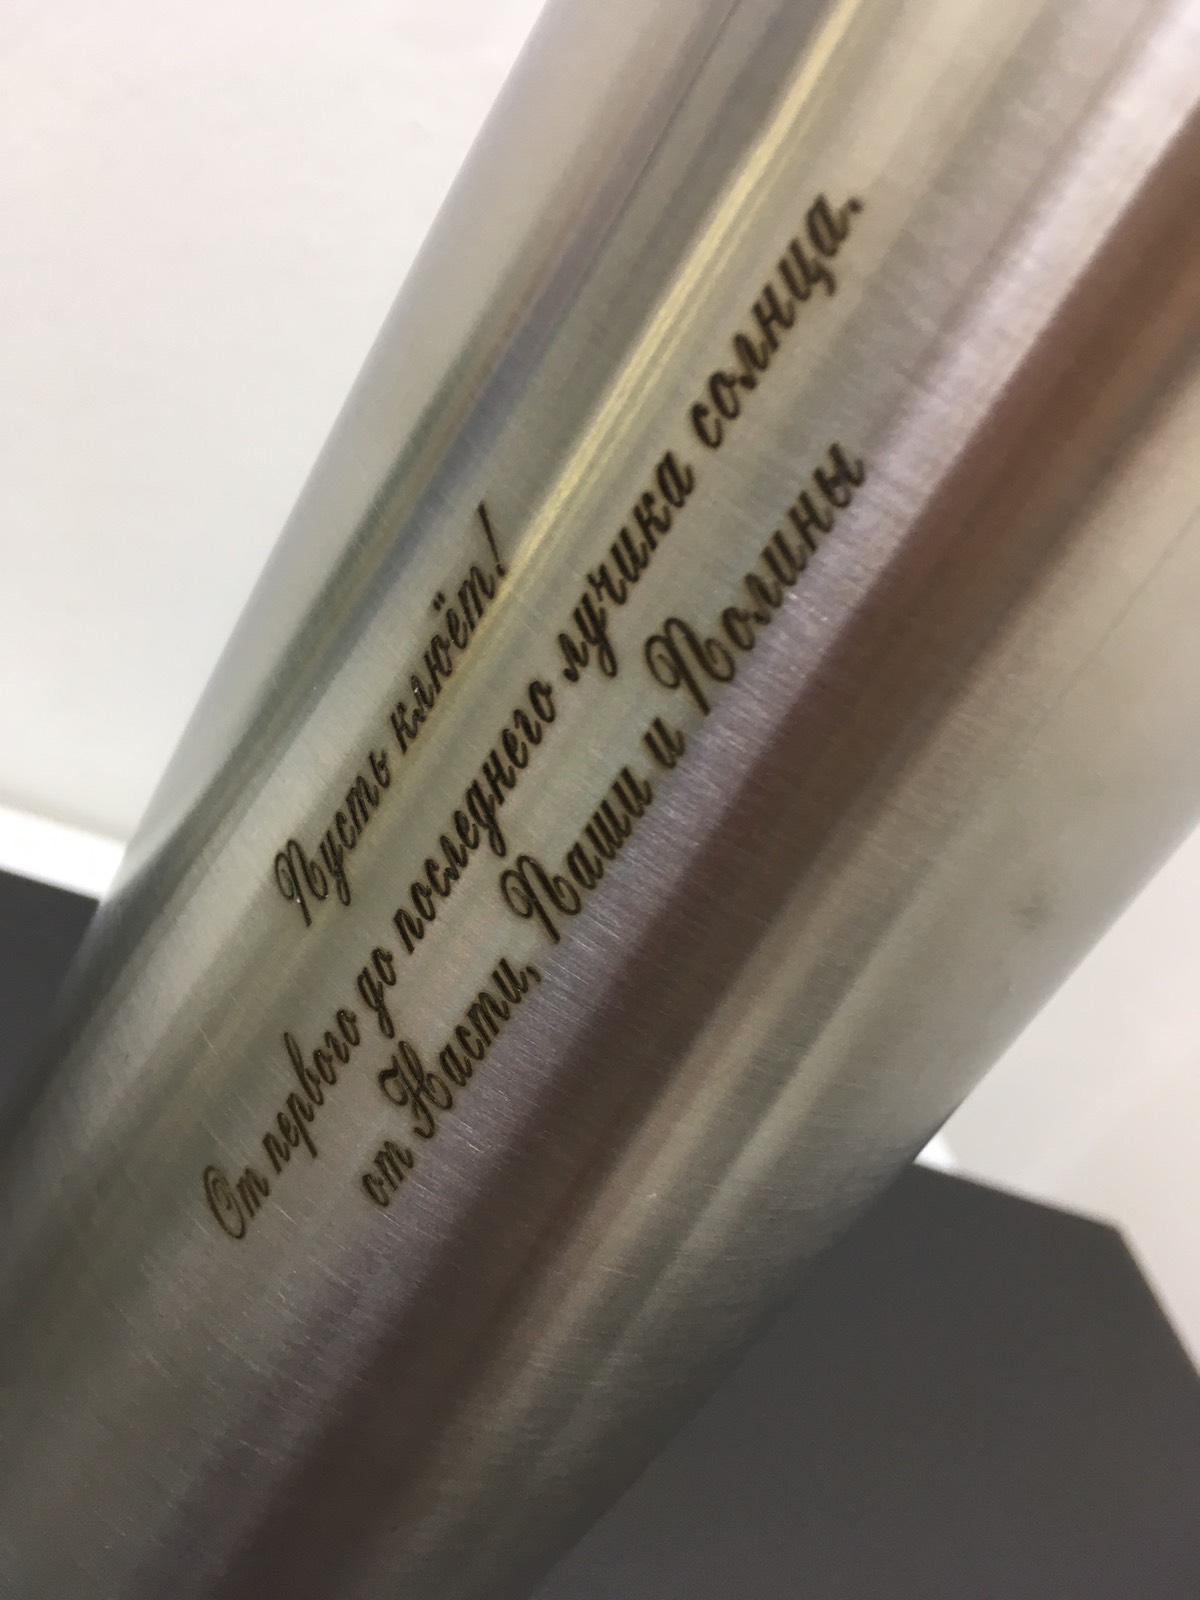 Пусть клюёт!
От первого до последнего лучика солнца.
от Насти, Паши и Полины